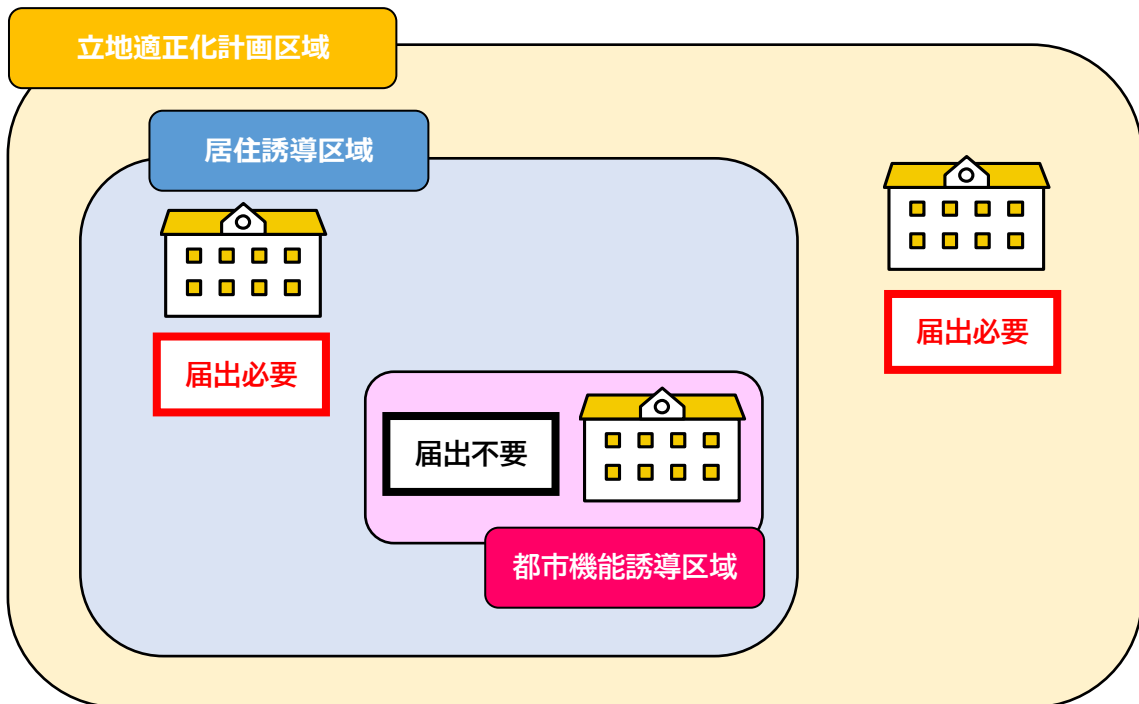 立地適正化計画区域
居住誘導区域
届出必要
届出必要
届出不要
都市機能誘導区域